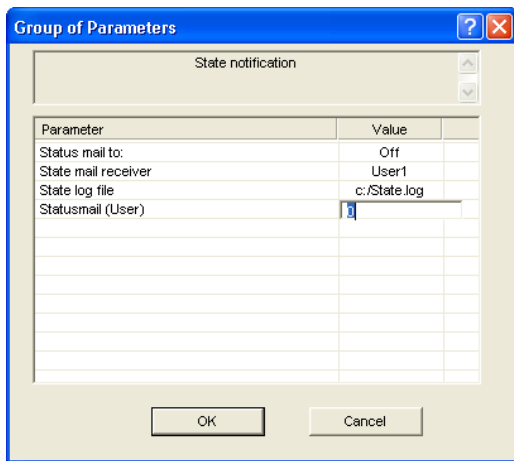 Group of Parameters
State notification
Parameter Value
Status mail to: Off
State mail receiver User1
State log file c:/State.log
Statusmail (User) 0
OK Cancel